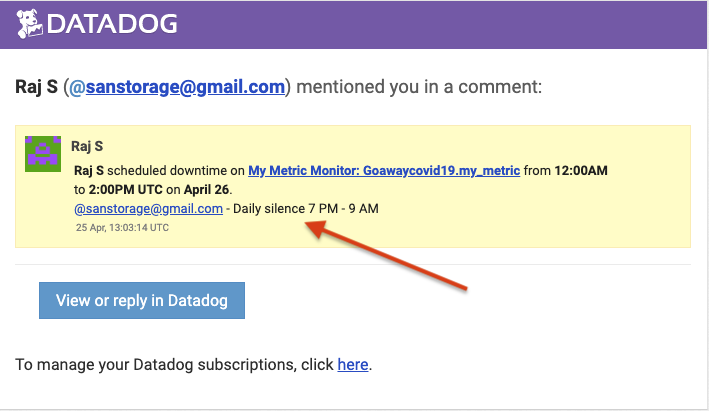 DATADOG
Raj S (@sanstorage@gmail.com) mentioned you in a comment:
Raj S
Raj S scheduled downtime on My Metric Monitor: Goawaycovid19.my_metric from 12:00AM
to 2:00PM UTC on April 26.
@sanstorage@gmail.com - Daily silence 7 PM - 9 AM
25 Apr, 13:03:14 UTC
View or reply in Datadog
To manage your Datadog subscriptions, click here.